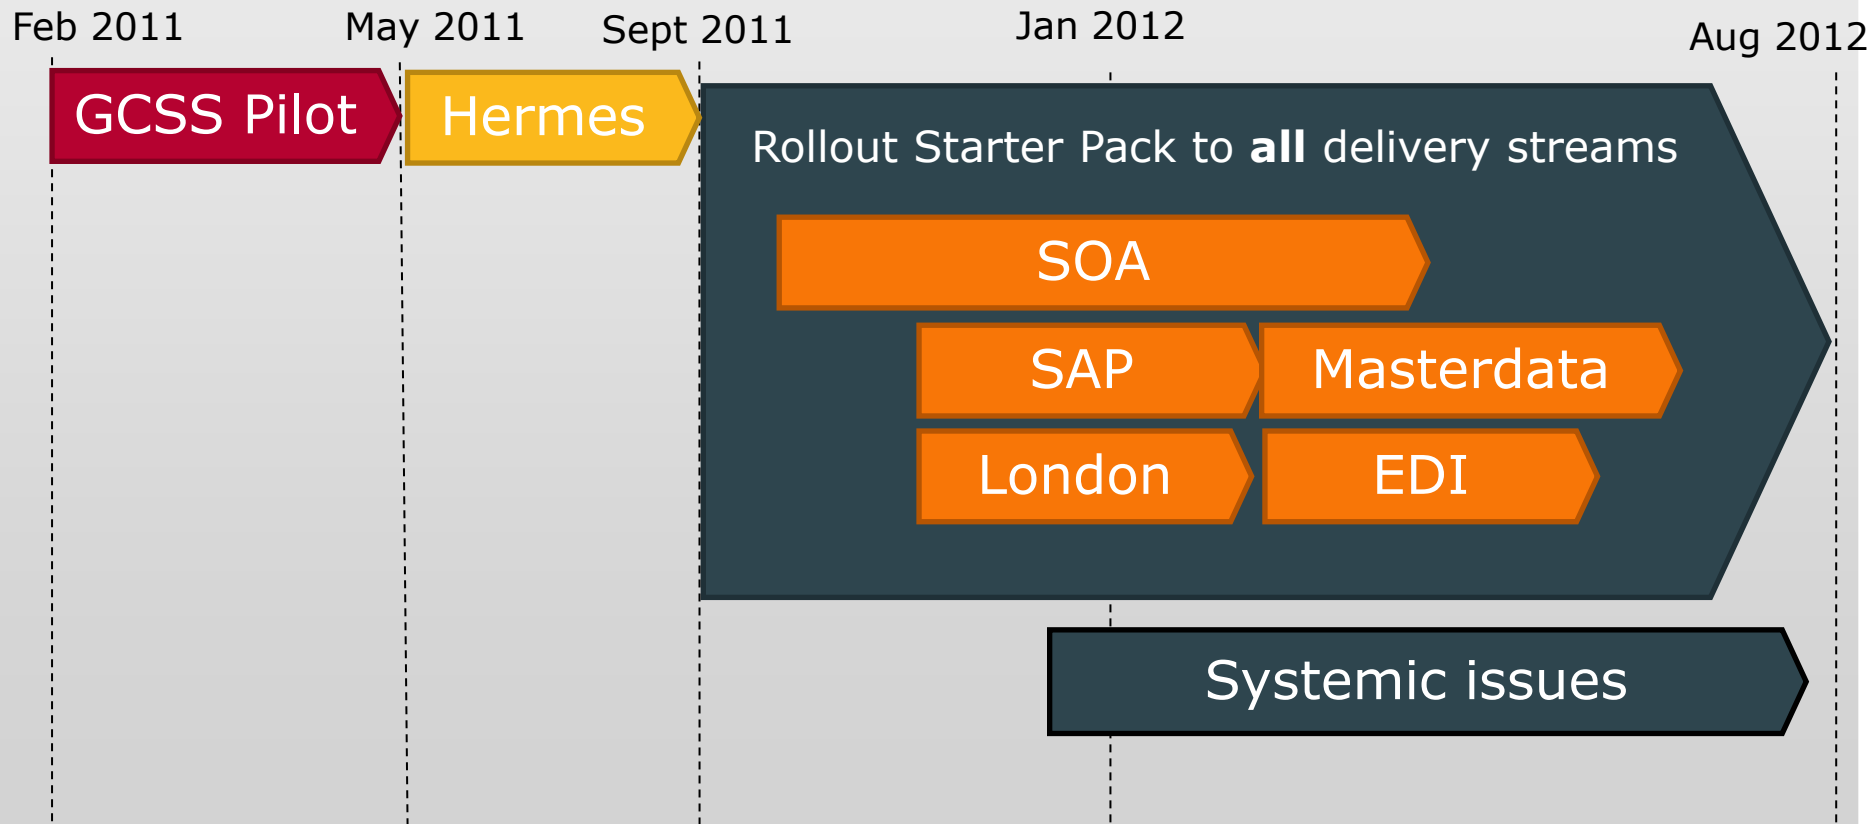 Feb 2011
May 2011
Sept 2011
Jan 2012
Aug 2012
GCSS Pilot
Hermes
Rollout Starter Pack to all delivery streams
SOA
SAP
Masterdata
London
EDI
Systemic issues